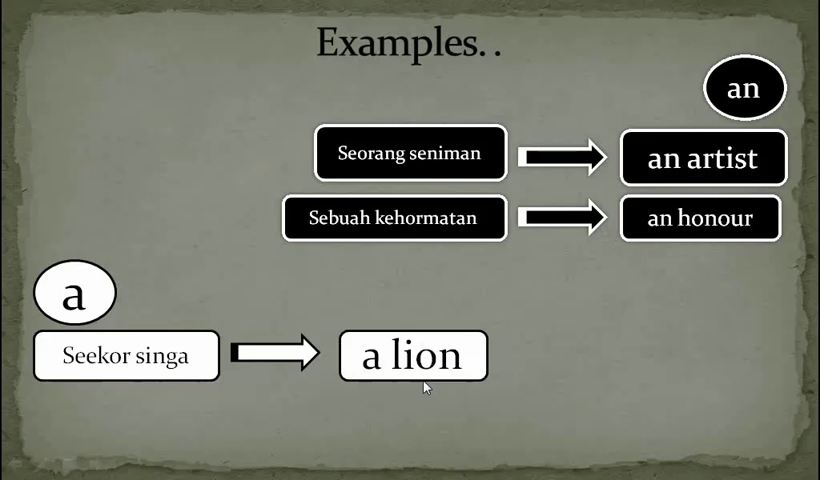 Examples. .
an
Seorang seniman
an artist
Sebuah kehormatan
an honour
a
Seekor singa
a lion